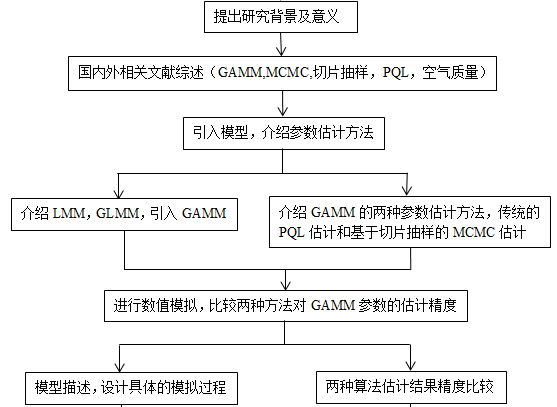 提出研究背景及意义
国内外相关文献综述（GAMM,MCMC,切片抽样，PQL，空气质量）
引入模型，介绍参数估计方法
介绍 LMM，GLMM，引入 GAMM
介绍 GAMM 的两种参数估计方法，传统的
PQL 估计和基于切片抽样的 MCMC 估计
进行数值模拟，比较两种方法对 GAMM 参数的估计精度
模型描述，设计具体的模拟过程
两种算法估计结果精度比较